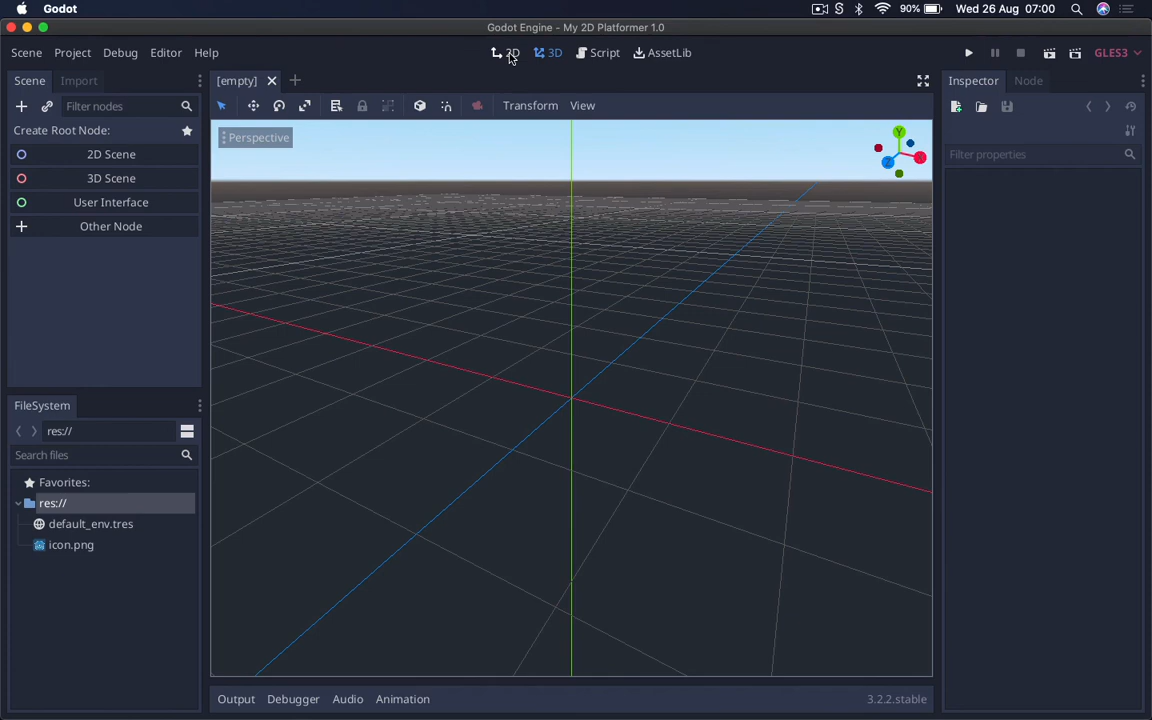 Godot
90%
Wed 26 Aug 07:00
Godot Engine - My 2D Platformer 1.0
Scene Project Debug Editor Help
2D 3D Script AssetLib
GLES3
Scene Import
[empty]
Inspector Node
Filter nodes
Transform View
Create Root Node:
Perspective
Y
X
Z
Filter properties
2D Scene
3D Scene
User Interface
Other Node
FileSystem
res://
Search files
Favorites:
res://
default_env.tres
icon.png
Output Debugger Audio Animation
3.2.2.stable